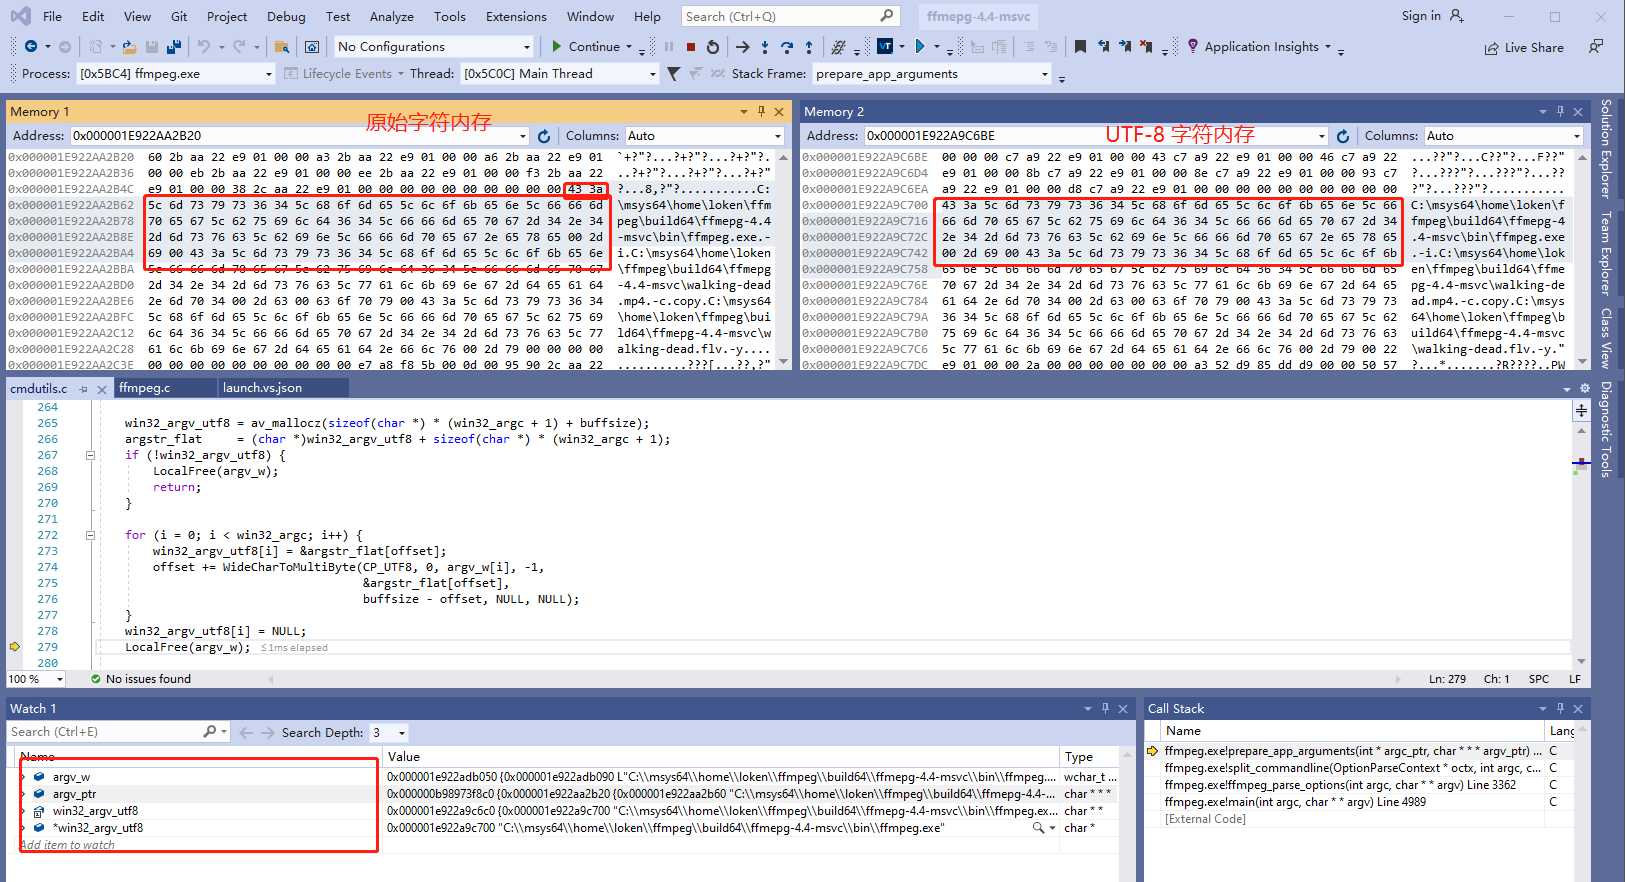 File Edit View Git Project Debug Test Analyze Tools Extensions Window Help Search (Ctrl+Q) ffmepg-4.4-msvc Sign in
No Configurations Continue Application Insights Live Share
Process: [0x5BC4] ffmpeg.exe Lifecycle Events Thread: [0x5C0C] Main Thread Stack Frame: prepare_app_arguments
Memory 1
Address: 0x000001E922AA2B20 原始字符内存 Columns: Auto
0x000001E922AA2B20 60 2b aa 22 e9 01 00 00 a3 2b aa 22 e9 01 00 00 a6 2b aa 22 e9 01 `+?"?...?+?"?...?+?"?.
0x000001E922AA2B36 00 00 eb 2b aa 22 e9 01 00 00 ee 2b aa 22 e9 01 00 00 f3 2b aa 22 ..?+?"?...?+?"?...?+?"
0x000001E922AA2B4C e9 01 00 00 38 2c aa 22 e9 01 00 00 00 00 00 00 00 00 00 00 43 3a ?...8,?"?...........C:
0x000001E922AA2B62 5c 6d 73 79 73 36 34 5c 68 6f 6d 65 5c 6c 6f 6b 65 6e 5c 66 66 6d \msys64\home\loken\ffm
0x000001E922AA2B78 70 65 67 5c 62 75 69 6c 64 36 34 5c 66 66 6d 65 70 67 2d 34 2e 34 peg\build64\ffmepg-4.4
0x000001E922AA2B8E 2d 6d 73 76 63 5c 62 69 6e 5c 66 66 6d 70 65 67 2e 65 78 65 00 2d -msvc\bin\ffmpeg.exe.-
0x000001E922AA2BA4 69 00 43 3a 5c 6d 73 79 73 36 34 5c 68 6f 6d 65 5c 6c 6f 6b 65 6e i.C:\msys64\home\loken
0x000001E922AA2BBA 5c 66 66 6d 70 65 67 5c 62 75 69 6c 64 36 34 5c 66 66 6d 65 70 67 \ffmpeg\build64\ffmepg
0x000001E922AA2BD0 2d 34 2e 34 2d 6d 73 76 63 5c 77 61 6c 6b 69 6e 67 2d 64 65 61 64 -4.4-msvc\walking-dead
0x000001E922AA2BE6 2e 6d 70 34 00 2d 63 00 63 6f 70 79 00 43 3a 5c 6d 73 79 73 36 34 .mp4.-c.copy.C:\msys64
0x000001E922AA2BFC 5c 68 6f 6d 65 5c 6c 6f 6b 65 6e 5c 66 66 6d 70 65 67 5c 62 75 69 \home\loken\ffmpeg\bui
0x000001E922AA2C12 6c 64 36 34 5c 66 66 6d 65 70 67 2d 34 2e 34 2d 6d 73 76 63 5c 77 ld64\ffmepg-4.4-msvc\w
0x000001E922AA2C28 61 6c 6b 69 6e 67 2d 64 65 61 64 2e 66 6c 76 00 2d 79 00 00 00 00 alking-dead.flv.-y....
0x000001E922AA2C3E 00 00 00 00 00 00 00 00 00 00 e7 a8 f8 5b 00 0d 00 95 90 2c aa 22 ..........???[...??,?"
Memory 2
Address: 0x000001E922A9C6BE UTF-8 字符内存 Columns: Auto
0x000001E922A9C6BE 00 00 00 c7 a9 22 e9 01 00 00 43 c7 a9 22 e9 01 00 00 46 c7 a9 22 ...??"?...C??"?...F??"
0x000001E922A9C6D4 e9 01 00 00 8b c7 a9 22 e9 01 00 00 8e c7 a9 22 e9 01 00 00 93 c7 ?...???"?...???"?...??
0x000001E922A9C6EA a9 22 e9 01 00 00 d8 c7 a9 22 e9 01 00 00 00 00 00 00 00 00 00 00 ?"?...???"?...........
0x000001E922A9C700 43 3a 5c 6d 73 79 73 36 34 5c 68 6f 6d 65 5c 6c 6f 6b 65 6e 5c 66 C:\msys64\home\loken\f
0x000001E922A9C716 66 6d 70 65 67 5c 62 75 69 6c 64 36 34 5c 66 66 6d 65 70 67 2d 34 fmpeg\build64\ffmepg-4
0x000001E922A9C72C 2e 34 2d 6d 73 76 63 5c 62 69 6e 5c 66 66 6d 70 65 67 2e 65 78 65 .4-msvc\bin\ffmpeg.exe
0x000001E922A9C742 00 2d 69 00 43 3a 5c 6d 73 79 73 36 34 5c 68 6f 6d 65 5c 6c 6f 6b .-i.C:\msys64\home\lok
0x000001E922A9C758 65 6e 5c 66 66 6d 70 65 67 5c 62 75 69 6c 64 36 34 5c 66 66 6d 65 en\ffmpeg\build64\ffme
0x000001E922A9C76E 70 67 2d 34 2e 34 2d 6d 73 76 63 5c 77 61 6c 6b 69 6e 67 2d 64 65 pg-4.4-msvc\walking-de
0x000001E922A9C784 61 64 2e 6d 70 34 00 2d 63 00 63 6f 70 79 00 43 3a 5c 6d 73 79 73 ad.mp4.-c.copy.C:\msys
0x000001E922A9C79A 36 34 5c 68 6f 6d 65 5c 6c 6f 6b 65 6e 5c 66 66 6d 70 65 67 5c 62 64\home\loken\ffmpeg\b
0x000001E922A9C7B0 75 69 6c 64 36 34 5c 66 66 6d 65 70 67 2d 34 2e 34 2d 6d 73 76 63 uild64\ffmepg-4.4-msvc
0x000001E922A9C7C6 5c 77 61 6c 6b 69 6e 67 2d 64 65 61 64 2e 66 6c 76 00 2d 79 00 22 \walking-dead.flv.-y."
0x000001E922A9C7DC e9 01 00 00 2a 00 00 00 00 00 00 00 00 a3 52 d9 85 dd d9 00 00 50 57 ?...*.......?R????..PW
Solution Explorer
Team Explorer
Class View
Diagnostic Tools
cmdutils.c ffmpeg.c launch.vs.json
264
265 win32_argv_utf8 = av_mallocz(sizeof(char *) * (win32_argc + 1) + buffsize);
266 argstr_flat     = (char *)win32_argv_utf8 + sizeof(char *) * (win32_argc + 1);
267 if (!win32_argv_utf8) {
268 LocalFree(argv_w);
269 return;
270 }
271
272 for (i = 0; i < win32_argc; i++) {
273 win32_argv_utf8[i] = &argstr_flat[offset];
274 offset += WideCharToMultiByte(CP_UTF8, 0, argv_w[i], -1,
275 &argstr_flat[offset],
276 buffsize - offset, NULL, NULL);
277 }
278 win32_argv_utf8[i] = NULL;
279 LocalFree(argv_w); ≤1ms elapsed
280
100 % No issues found Ln: 279 Ch: 1 SPC LF
Watch 1
Search (Ctrl+E) Search Depth: 3
Name Value Type
argv_w 0x000001e922adb050 {0x000001e922adb090 L"C:\\msys64\\home\\loken\\ffmpeg\\build64\\ffmepg-4.4-msvc\\bin\\ffmpeg.... wchar_t ...
argv_ptr 0x000000b98973f8c0 {0x000001e922aa2b20 {0x000001e922aa2b60 "C:\\msys64\\home\\loken\\ffmpeg\\build64\\ffmepg-4.4-... char * * *
win32_argv_utf8 0x000001e922a9c6c0 {0x000001e922a9c700 "C:\\msys64\\home\\loken\\ffmpeg\\build64\\ffmepg-4.4-msvc\\bin\\ffmpeg.ex... char * *
*win32_argv_utf8 0x000001e922a9c700 "C:\\msys64\\home\\loken\\ffmpeg\\build64\\ffmepg-4.4-msvc\\bin\\ffmpeg.exe" char *
Add item to watch
Call Stack
Name Lang
ffmpeg.exe!prepare_app_arguments(int * argc_ptr, char * * * argv_ptr) ... C
ffmpeg.exe!split_commandline(OptionParseContext * octx, int argc, c... C
ffmpeg.exe!ffmpeg_parse_options(int argc, char * * argv) Line 3362 C
ffmpeg.exe!main(int argc, char * * argv) Line 4989 C
[External Code]